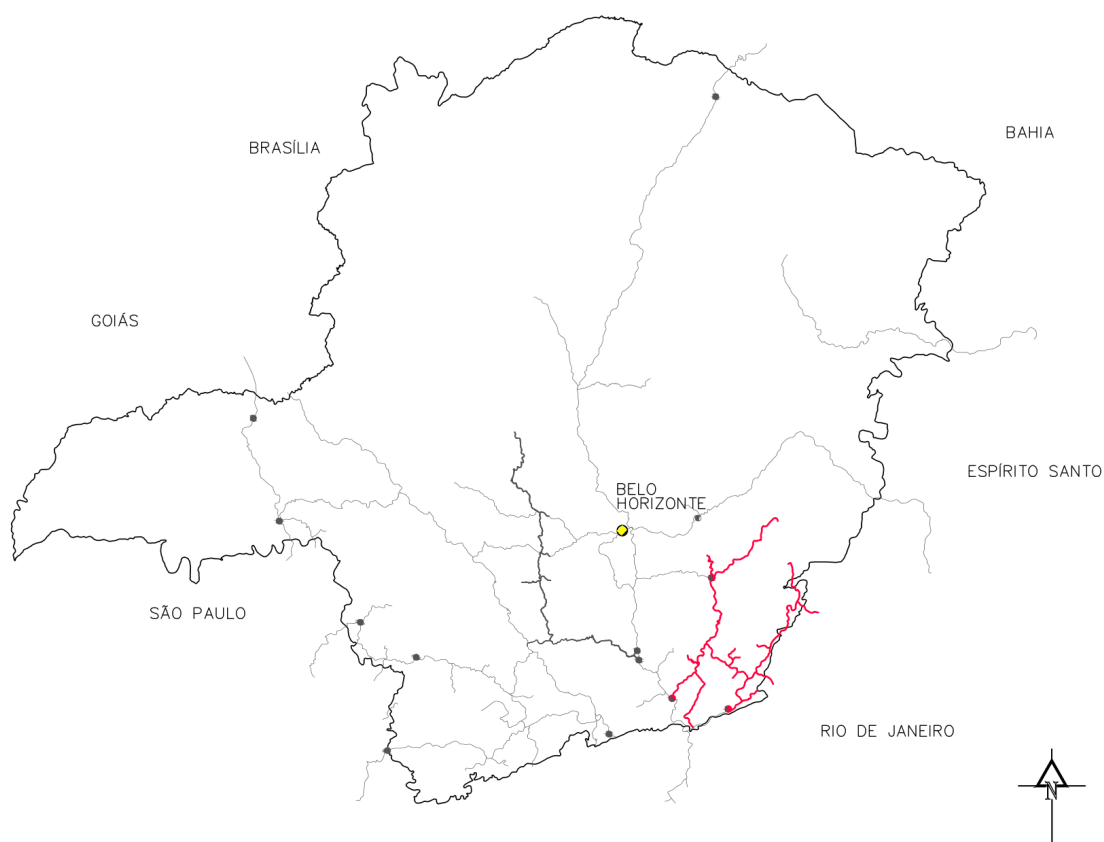 BAHIA
BRASÍLIA
GOIÁS
ESPÍRITO SANTO
BELO
HORIZONTE
SÃO PAULO
RIO DE JANEIRO
N